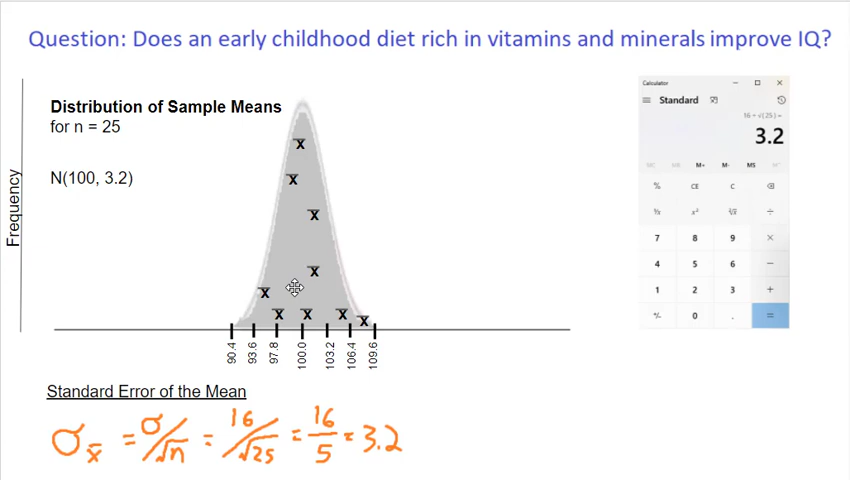 Question: Does an early childhood diet rich in vitamins and minerals improve IQ?
Distribution of Sample Means
for n = 25
N(100, 3.2)
Frequency
x̅
x̅
x̅
x̅
x̅
x̅ x̅ x̅ x̅
90.4 93.6 97.8 100.0 103.2 106.4 109.6
Standard Error of the Mean
σx̅ = σ/√n = 16/√25 = 16/5 = 3.2
Calculator
Standard
16 ÷ √(25) =
3.2
MC MR M+ M- MS
% CE C
¹/x x² ²√x ÷
7 8 9 ×
4 5 6 −
1 2 3 +
+/- 0 . =